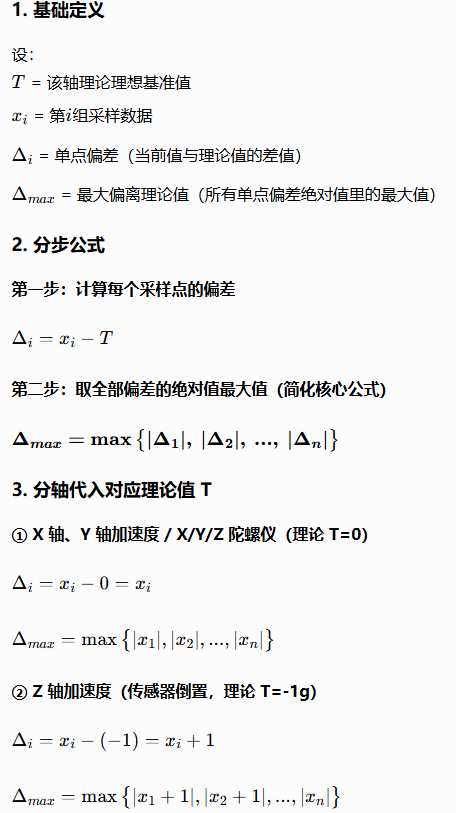 1. 基础定义
设：
T = 该轴理论理想基准值
xᵢ = 第i组采样数据
Δᵢ = 单点偏差（当前值与理论值的差值）
Δₘₐₓ = 最大偏离理论值（所有单点偏差绝对值里的最大值）
2. 分步公式
第一步：计算每个采样点的偏差
Δᵢ = xᵢ − T
第二步：取全部偏差的绝对值最大值（简化核心公式）
Δₘₐₓ = max{|Δ₁|, |Δ₂|, ..., |Δₙ|}
3. 分轴代入对应理论值 T
① X 轴、Y 轴加速度 / X/Y/Z 陀螺仪（理论 T=0）
Δᵢ = xᵢ − 0 = xᵢ
Δₘₐₓ = max{|x₁|, |x₂|, ..., |xₙ|}
② Z 轴加速度（传感器倒置，理论 T=-1g）
Δᵢ = xᵢ − (−1) = xᵢ + 1
Δₘₐₓ = max{|x₁ + 1|, |x₂ + 1|, ..., |xₙ|}